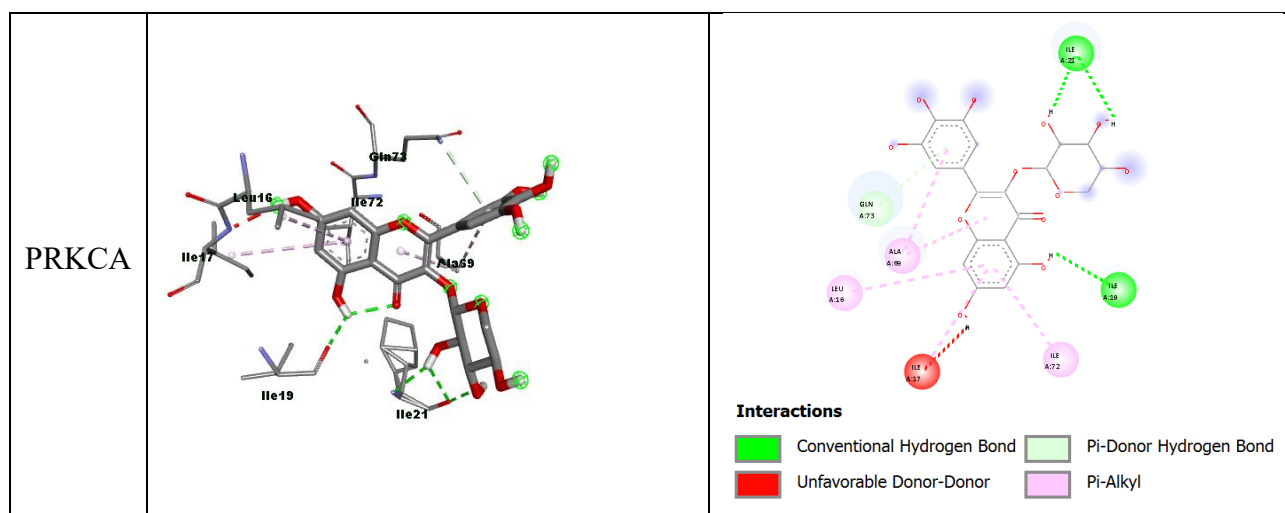 PRKCA
Gln73
Leu16
Ile72
Ile17
Ala69
Ile19
Ile21
ILE
A:21
O
O
H
H
O
O
O
O
O
O
O
GLN
A:73
O
O
H
O
ALA
A:69
LEU
A:16
ILE
A:19
O
H
ILE
A:17
ILE
A:72
Interactions
Conventional Hydrogen Bond
Pi-Donor Hydrogen Bond
Unfavorable Donor-Donor
Pi-Alkyl